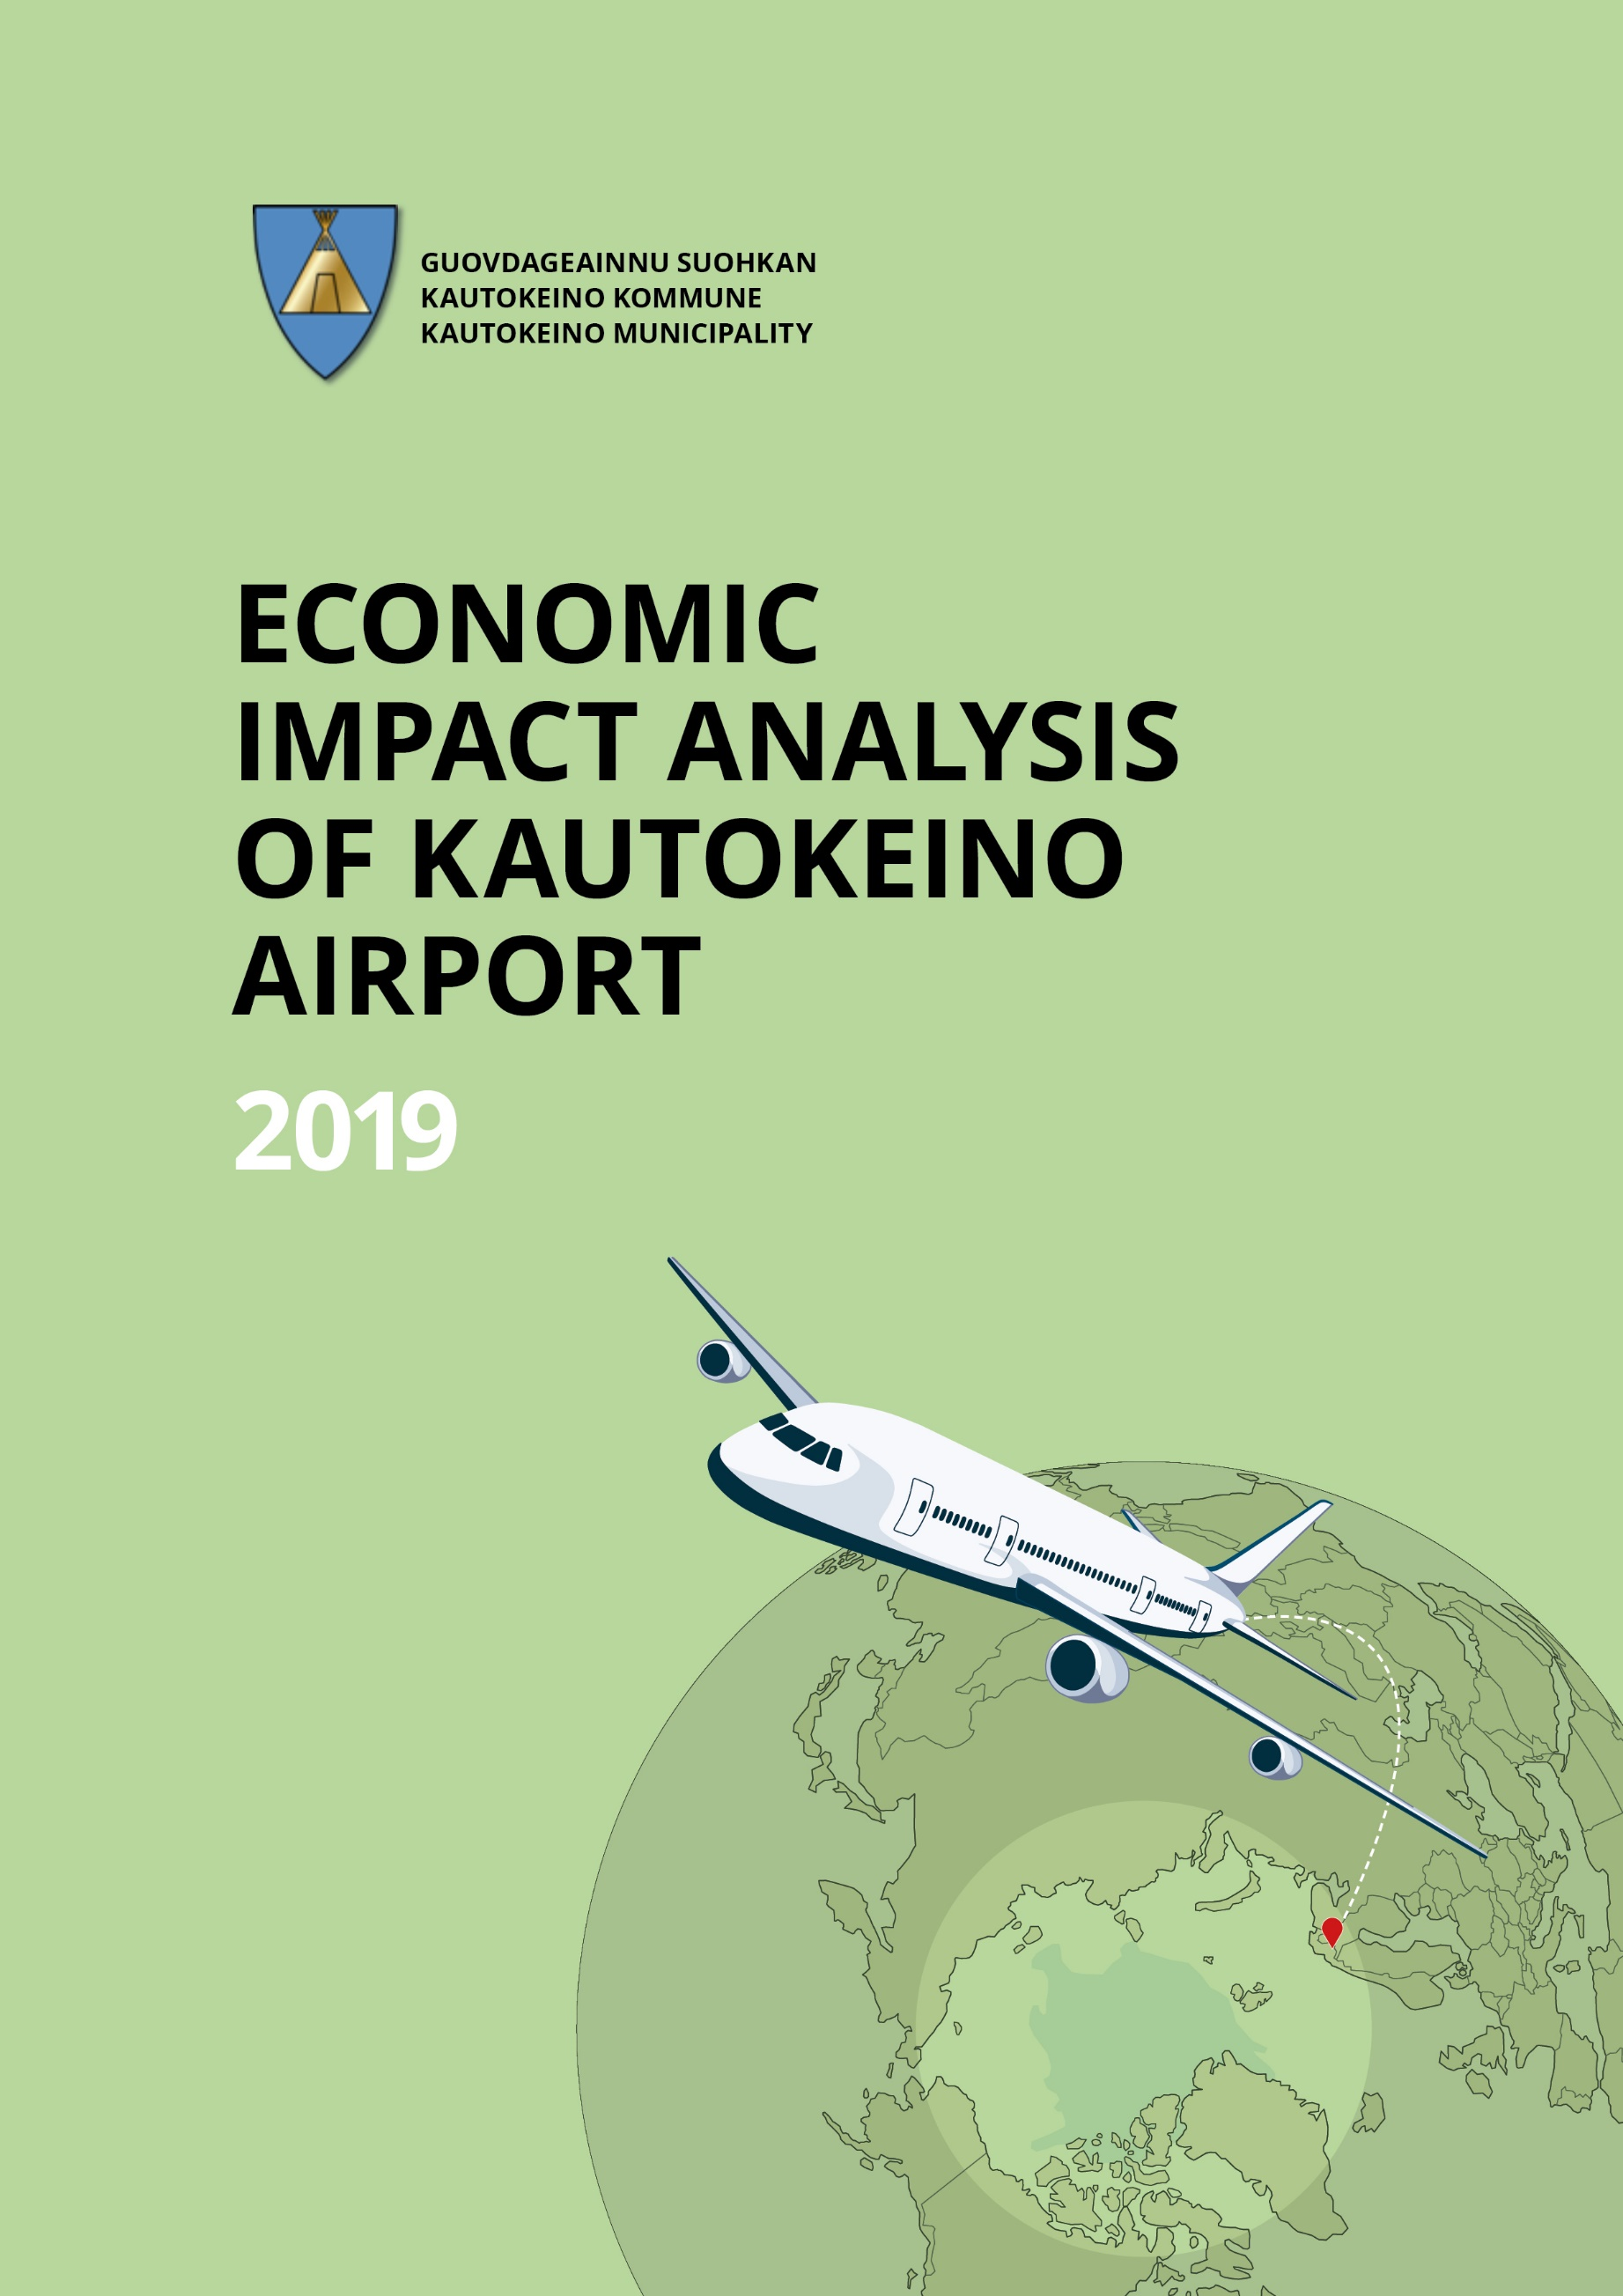 GUOVDAGEAINNU SUOHKAN
KAUTOKEINO KOMMUNE
KAUTOKEINO MUNICIPALITY
ECONOMIC
IMPACT ANALYSIS
OF KAUTOKEINO
AIRPORT
2019